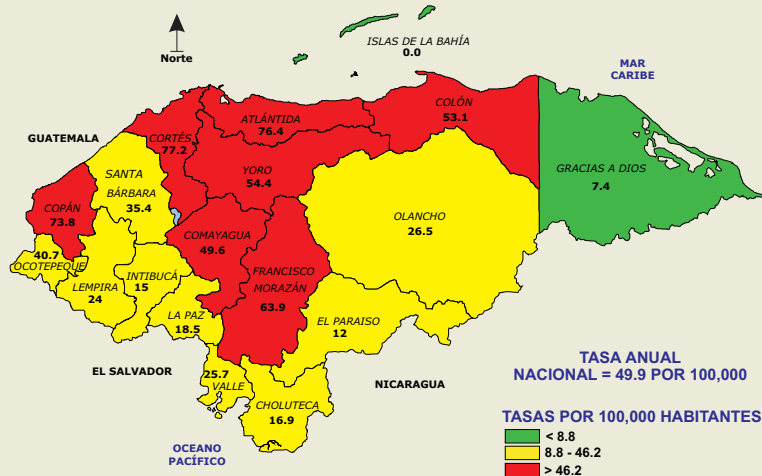 Norte
ISLAS DE LA BAHÍA
0.0
MAR
CARIBE
GUATEMALA
CORTÉS
77.2
ATLÁNTIDA
76.4
COLÓN
53.1
SANTA
BÁRBARA
35.4
YORO
54.4
GRACIAS A DIOS
7.4
COPÁN
73.8
OLANCHO
26.5
COMAYAGUA
49.6
40.7
OCOTEPEQUE
LEMPIRA
24
INTIBUCÁ
15
FRANCISCO
MORAZÁN
63.9
LA PAZ
18.5
EL PARAISO
12
EL SALVADOR
25.7
VALLE
NICARAGUA
CHOLUTECA
16.9
OCEANO
PACÍFICO
TASA ANUAL
NACIONAL = 49.9 POR 100,000
TASAS POR 100,000 HABITANTES
< 8.8
8.8 - 46.2
> 46.2